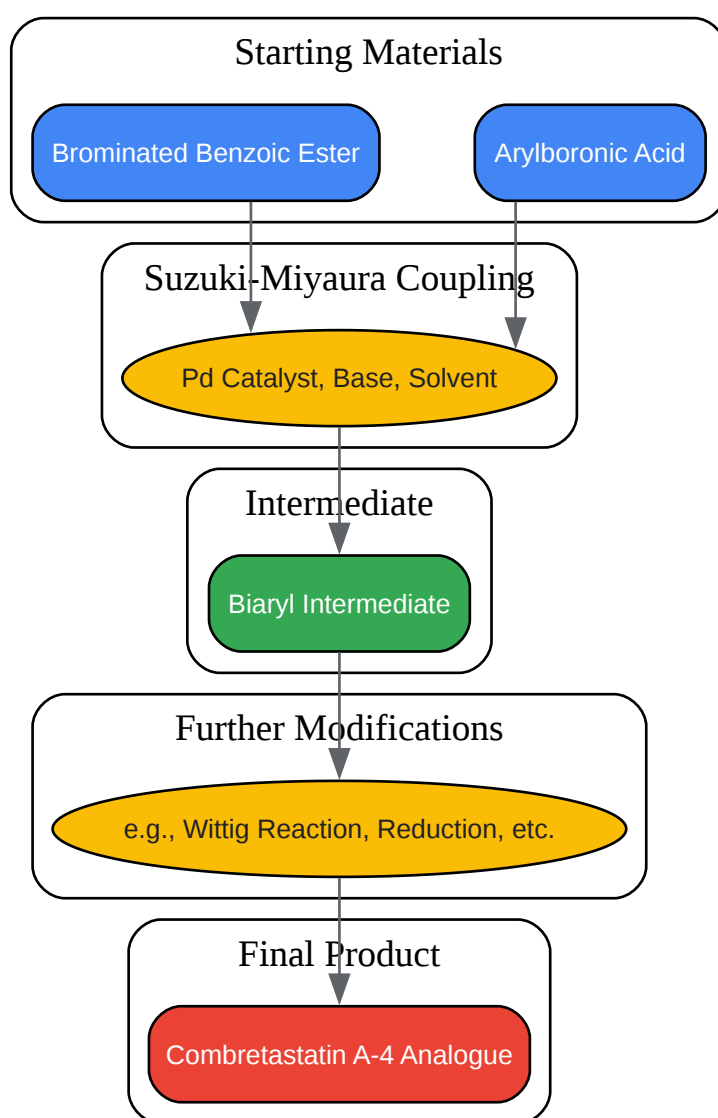 Starting Materials
Brominated Benzoic Ester
Arylboronic Acid
Suzuki-Miyaura Coupling
Pd Catalyst, Base, Solvent
Intermediate
Biaryl Intermediate
Further Modifications
e.g., Wittig Reaction, Reduction, etc.
Final Product
Combretastatin A-4 Analogue